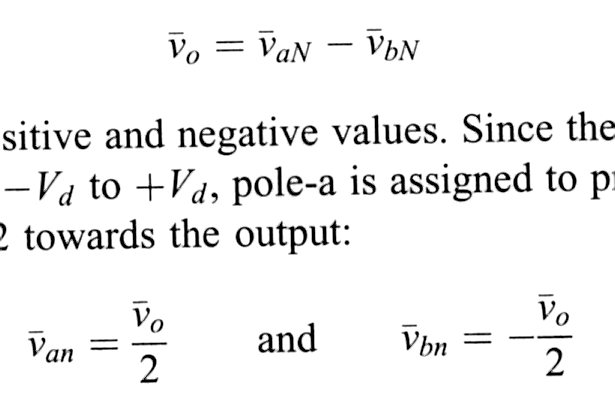 v̄o = v̄aN − v̄bN
sitive and negative values. Since the
−Vd to +Vd, pole-a is assigned to
towards the output:
v̄an = v̄o/2 and v̄bn = −v̄o/2